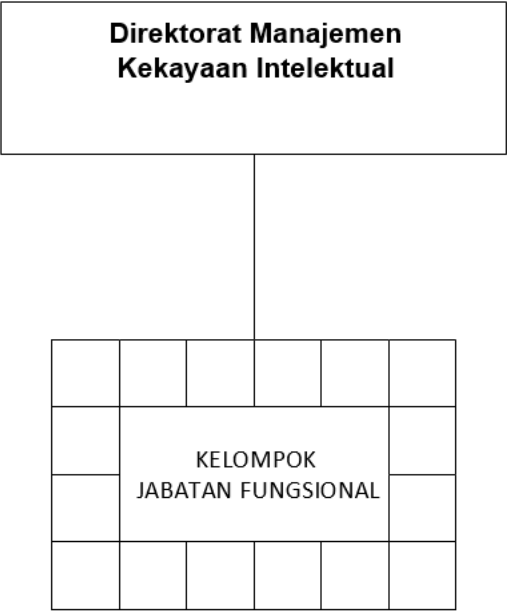 Direktorat Manajemen
Kekayaan Intelektual
KELOMPOK
JABATAN FUNGSIONAL